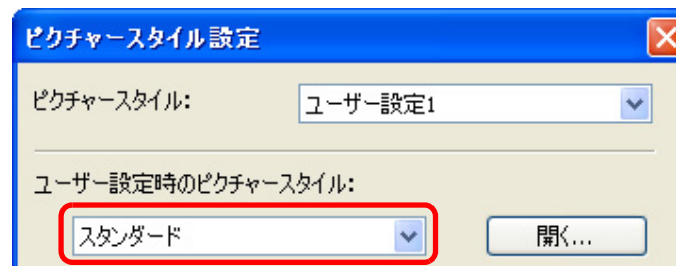 ピクチャースタイル設定
ピクチャースタイル: ユーザー設定1
ユーザー設定時のピクチャースタイル:
スタンダード 開く...